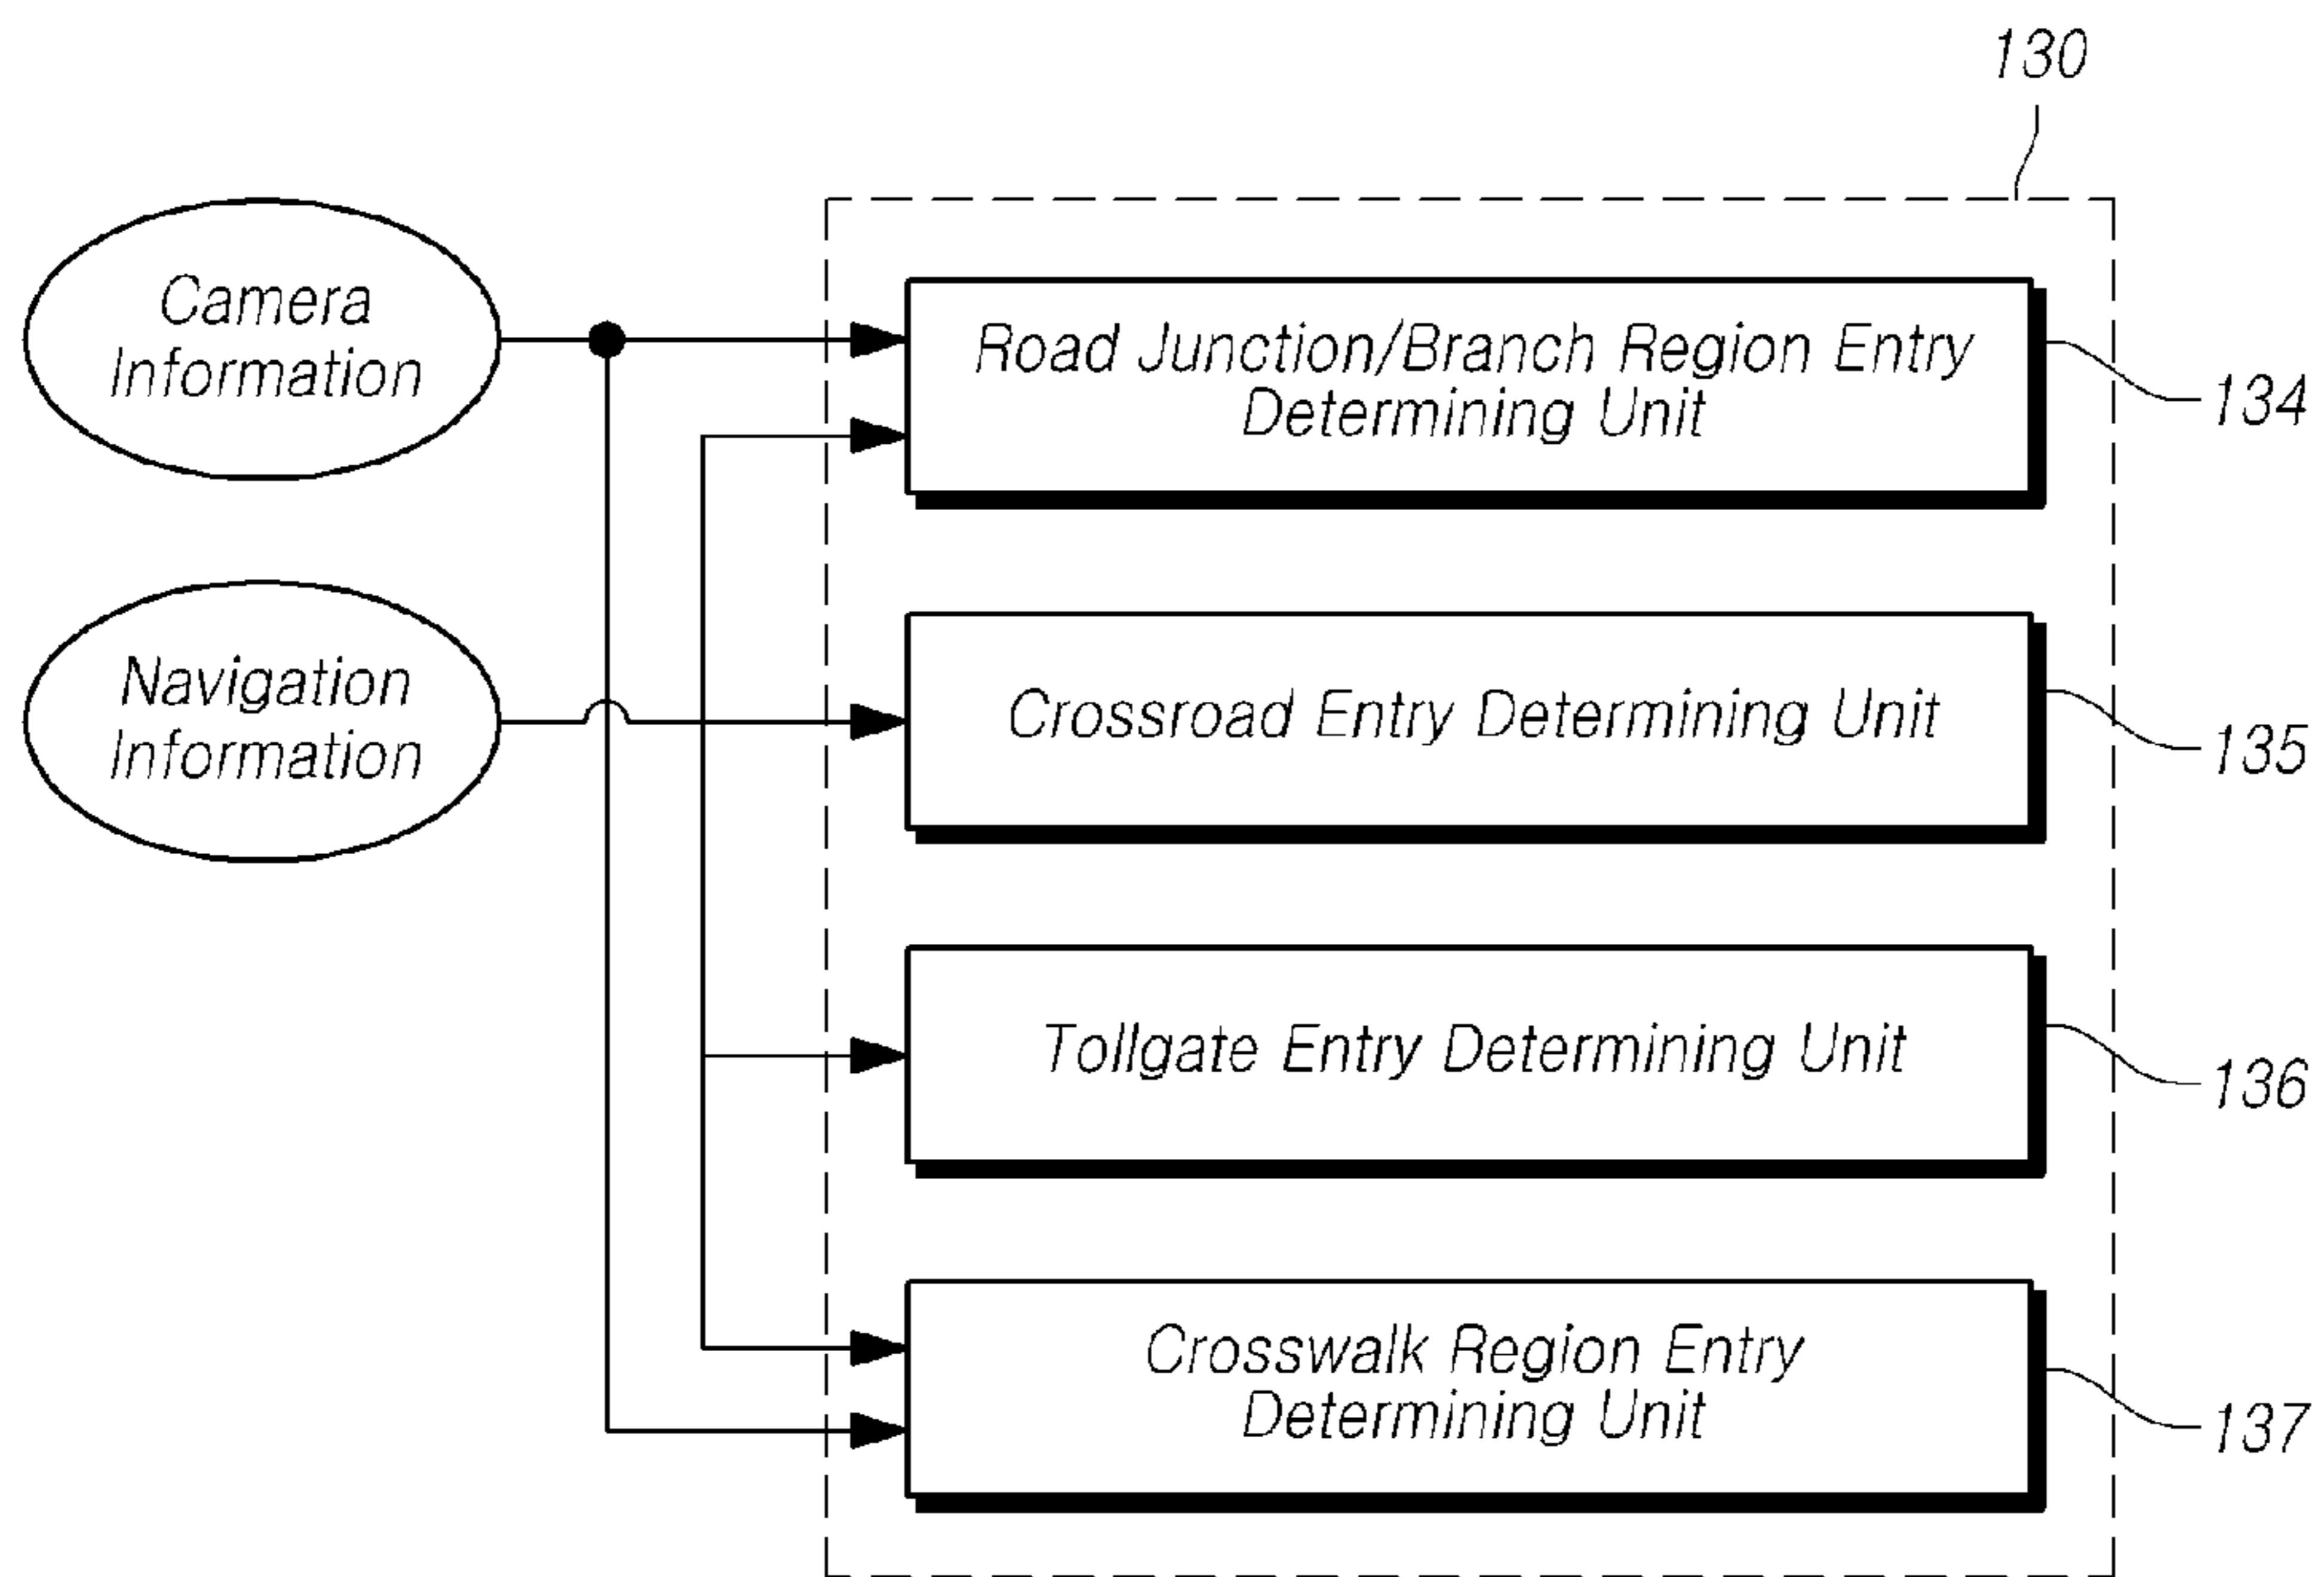 130
Camera
Information
Road Junction/Branch Region Entry
Determining Unit
134
Navigation
Information
Crossroad Entry Determining Unit
135
Tollgate Entry Determining Unit
136
Crosswalk Region Entry
Determining Unit
137